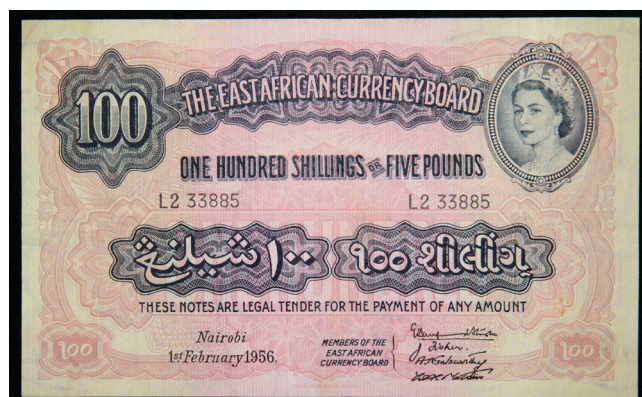 THE EAST AFRICAN CURRENCY BOARD
100
ONE HUNDRED SHILLINGS OR FIVE POUNDS
L2 33885 L2 33885
١٠٠ شيلينغ
૧૦૦ શીલીંગ
THESE NOTES ARE LEGAL TENDER FOR THE PAYMENT OF ANY AMOUNT
Nairobi
1st February 1956.
MEMBERS OF THE
EAST AFRICAN
CURRENCY BOARD
100 100